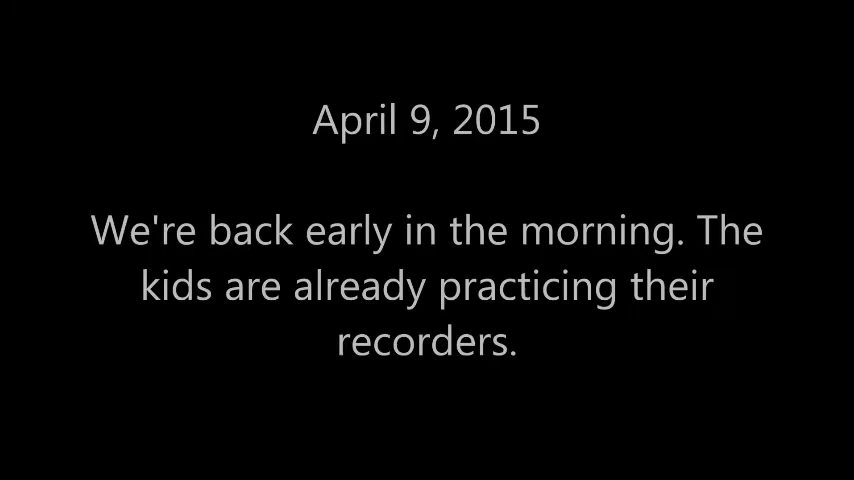 April 9, 2015
We're back early in the morning. The
kids are already practicing their
recorders.